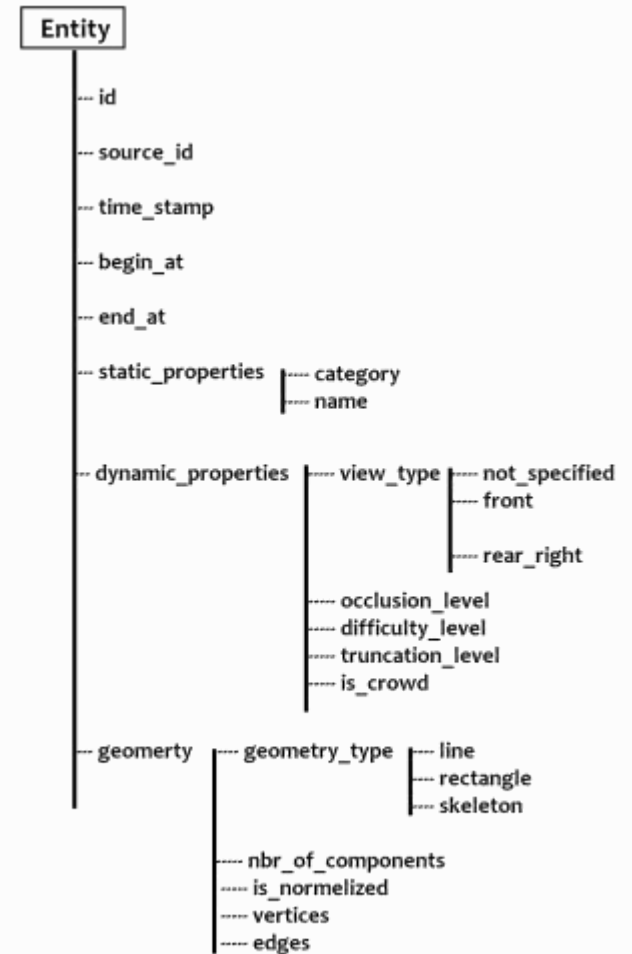 Entity
id
source_id
time_stamp
begin_at
end_at
static_properties
category
name
dynamic_properties
view_type
not_specified
front
rear_right
occlusion_level
difficulty_level
truncation_level
is_crowd
geomerty
geometry_type
line
rectangle
skeleton
nbr_of_components
is_normelized
vertices
edges